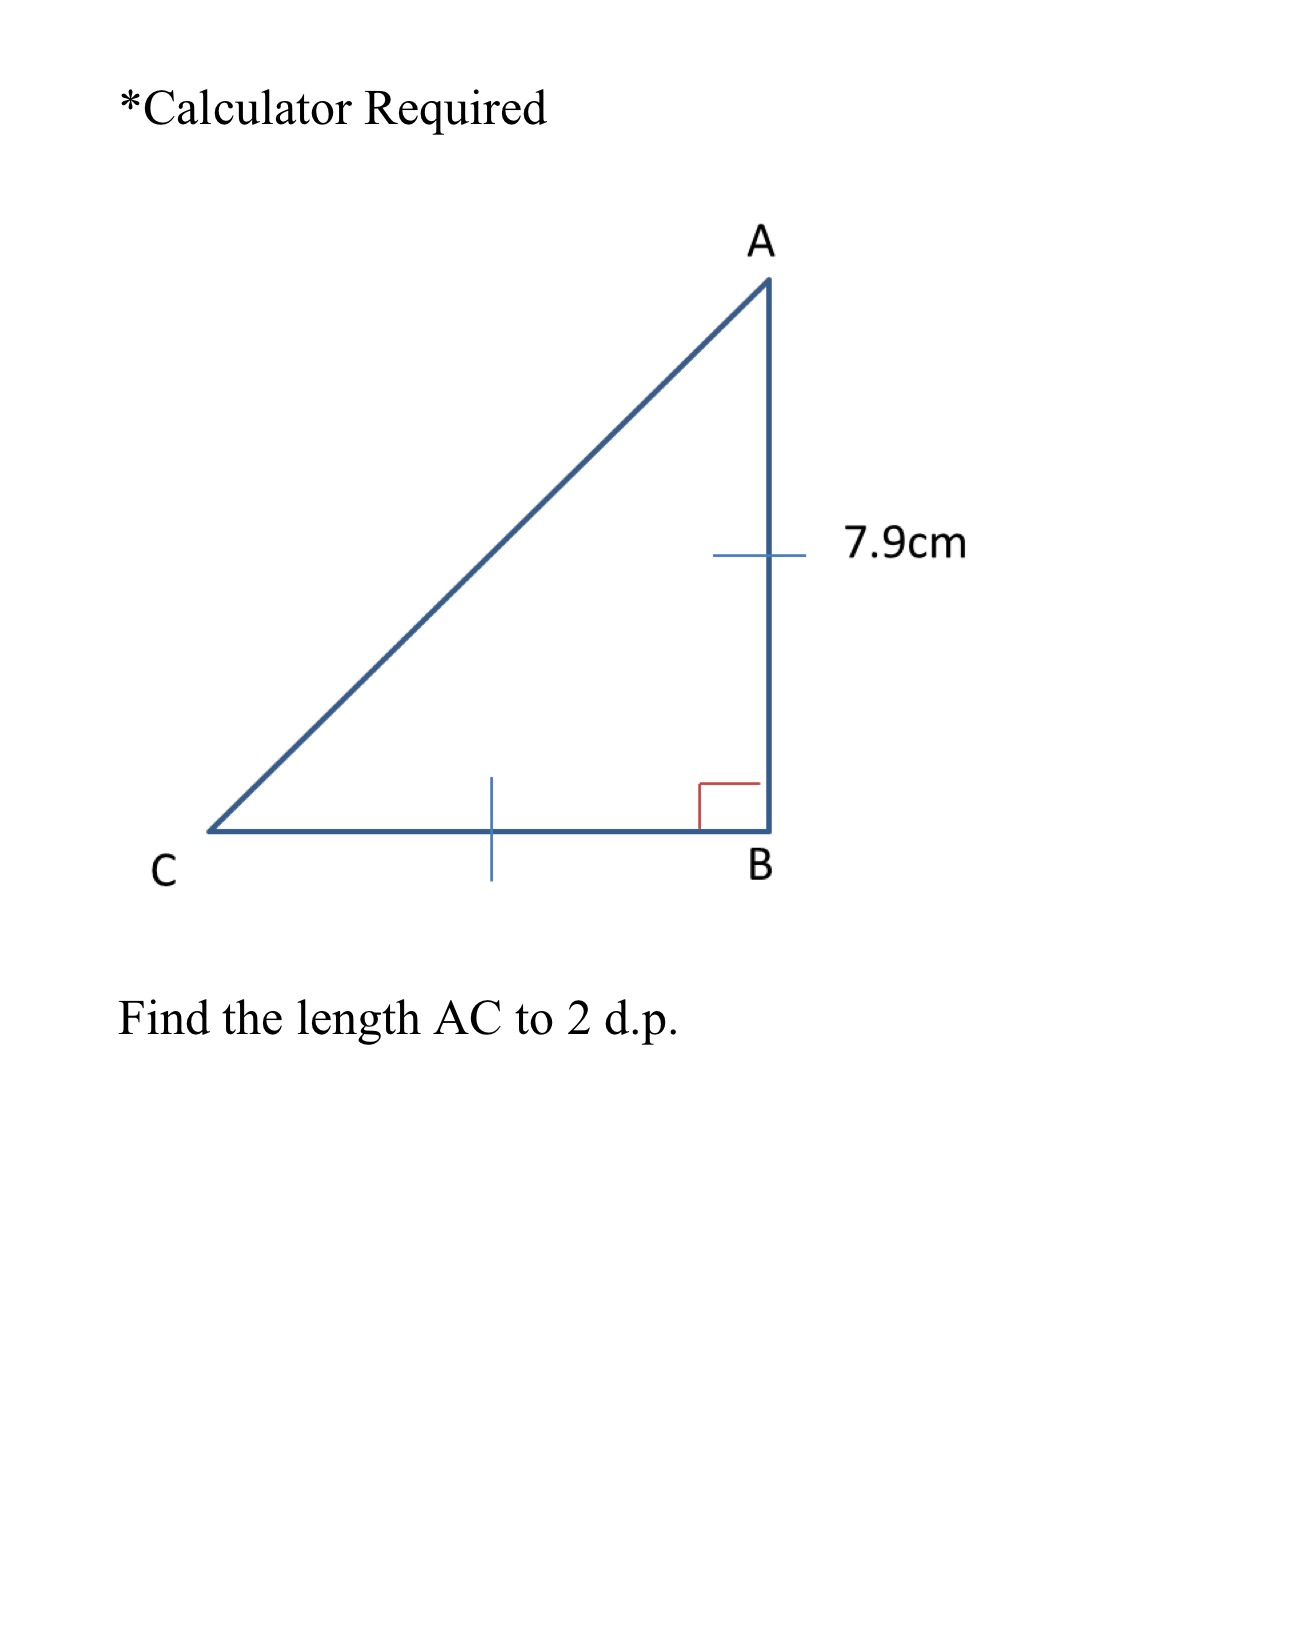 *Calculator Required
A
7.9cm
C
B
Find the length AC to 2 d.p.